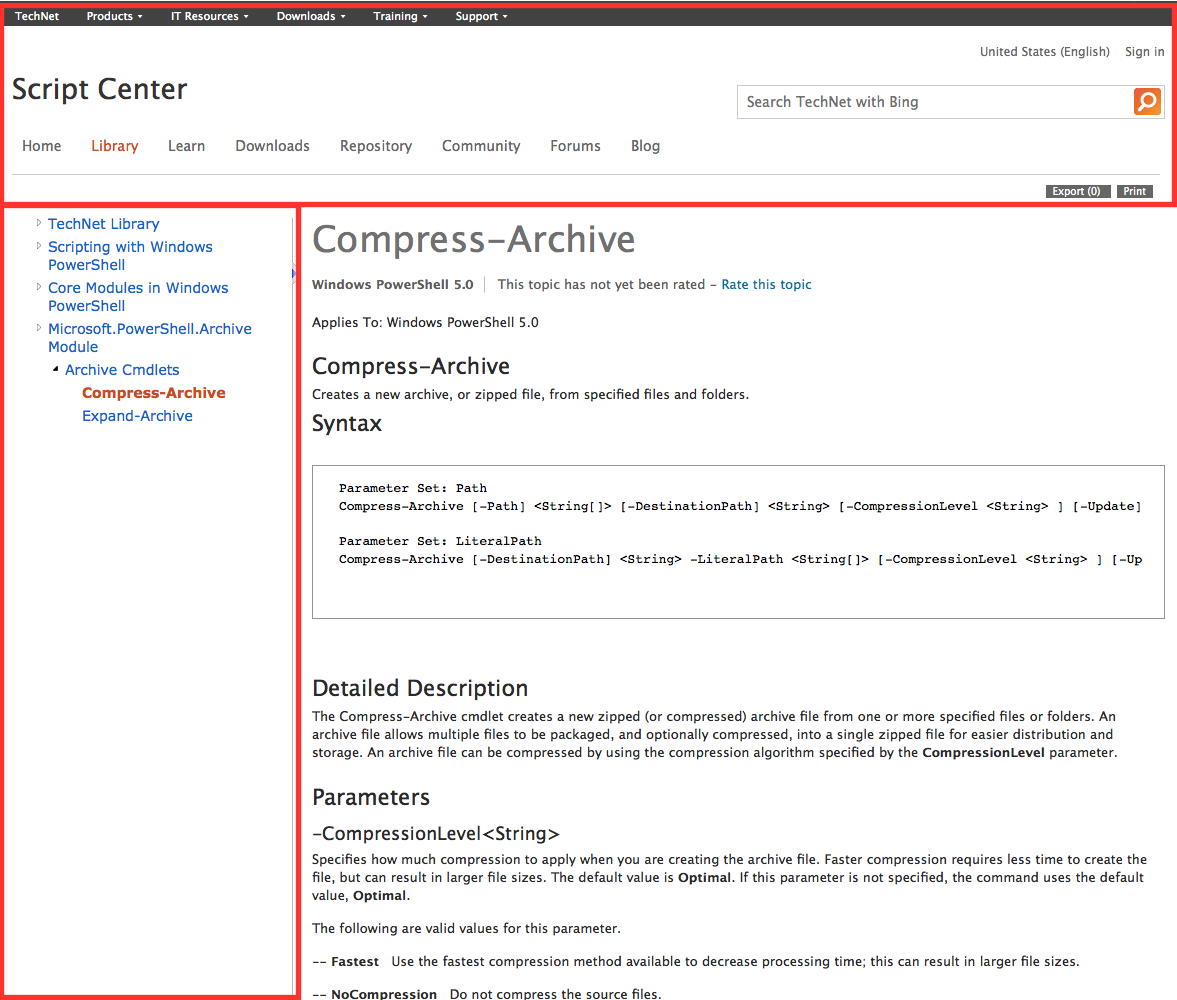 TechNet Products IT Resources Downloads Training Support
United States (English) Sign in
Script Center
Search TechNet with Bing
Home Library Learn Downloads Repository Community Forums Blog
Export (0) Print
TechNet Library
Scripting with Windows
PowerShell
Core Modules in Windows
PowerShell
Microsoft.PowerShell.Archive
Module
Archive Cmdlets
Compress-Archive
Expand-Archive
Compress-Archive
Windows PowerShell 5.0 This topic has not yet been rated - Rate this topic
Applies To: Windows PowerShell 5.0
Compress-Archive
Creates a new archive, or zipped file, from specified files and folders.
Syntax
Parameter Set: Path
Compress-Archive [-Path] <String[]> [-DestinationPath] <String> [-CompressionLevel <String> ] [-Update]
Parameter Set: LiteralPath
Compress-Archive [-DestinationPath] <String> -LiteralPath <String[]> [-CompressionLevel <String> ] [-Up
Detailed Description
The Compress-Archive cmdlet creates a new zipped (or compressed) archive file from one or more specified files or folders. An
archive file allows multiple files to be packaged, and optionally compressed, into a single zipped file for easier distribution and
storage. An archive file can be compressed by using the compression algorithm specified by the CompressionLevel parameter.
Parameters
-CompressionLevel<String>
Specifies how much compression to apply when you are creating the archive file. Faster compression requires less time to create the
file, but can result in larger file sizes. The default value is Optimal. If this parameter is not specified, the command uses the default
value, Optimal.
The following are valid values for this parameter.
-- Fastest Use the fastest compression method available to decrease processing time; this can result in larger file sizes.
-- NoCompression Do not compress the source files.